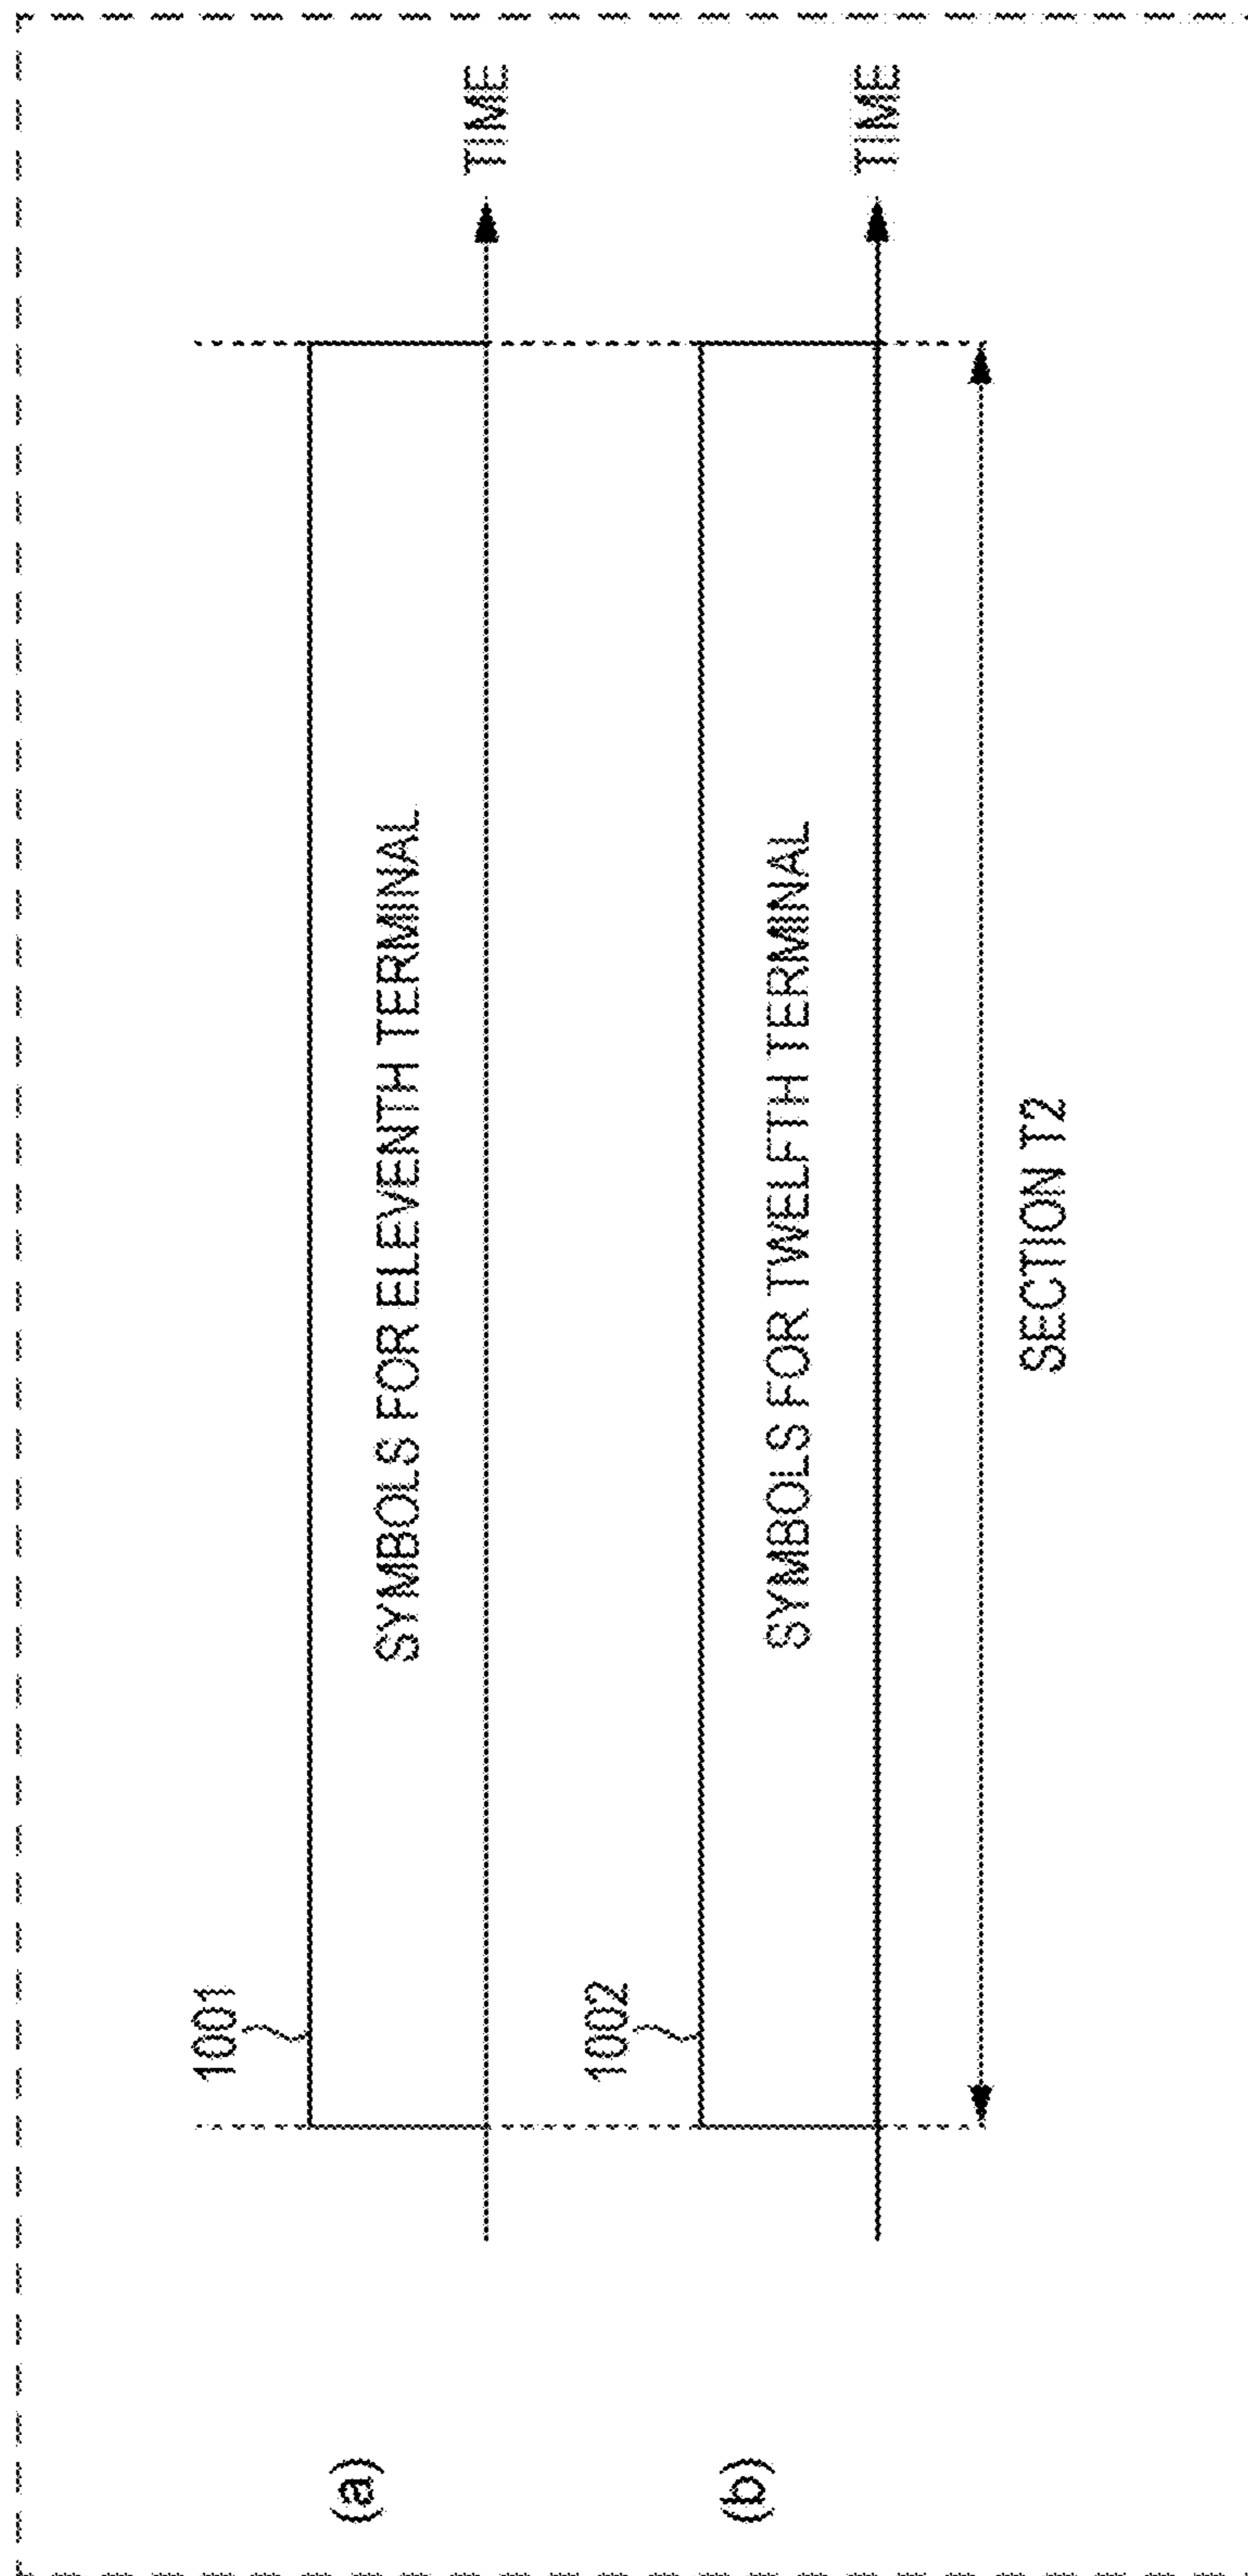 1001
(a)
SYMBOLS FOR ELEVENTH TERMINAL
TIME
1002
(b)
SYMBOLS FOR TWELFTH TERMINAL
TIME
SECTION T2